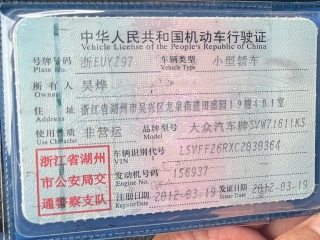 中华人民共和国机动车行驶证
Vehicle License of the People's Republic of China
号牌号码 浙EUY297 车辆类型 小型轿车
Plate No. Vehicle Type
所有人 吴烨
Owner
住址 浙江省湖州市吴兴区龙泉街道田盛园19幢401室
Address
使用性质 非营运 品牌型号 大众汽车牌SVW71611KS
Use Character Model
浙江省湖州
市公安局交
通警察支队
车辆识别代号 LSVFF26RXC2030364
VIN
发动机号码 156937
Engine No.
注册日期 2012-03-19 发证日期 2012-03-19
Register Date Issue Date